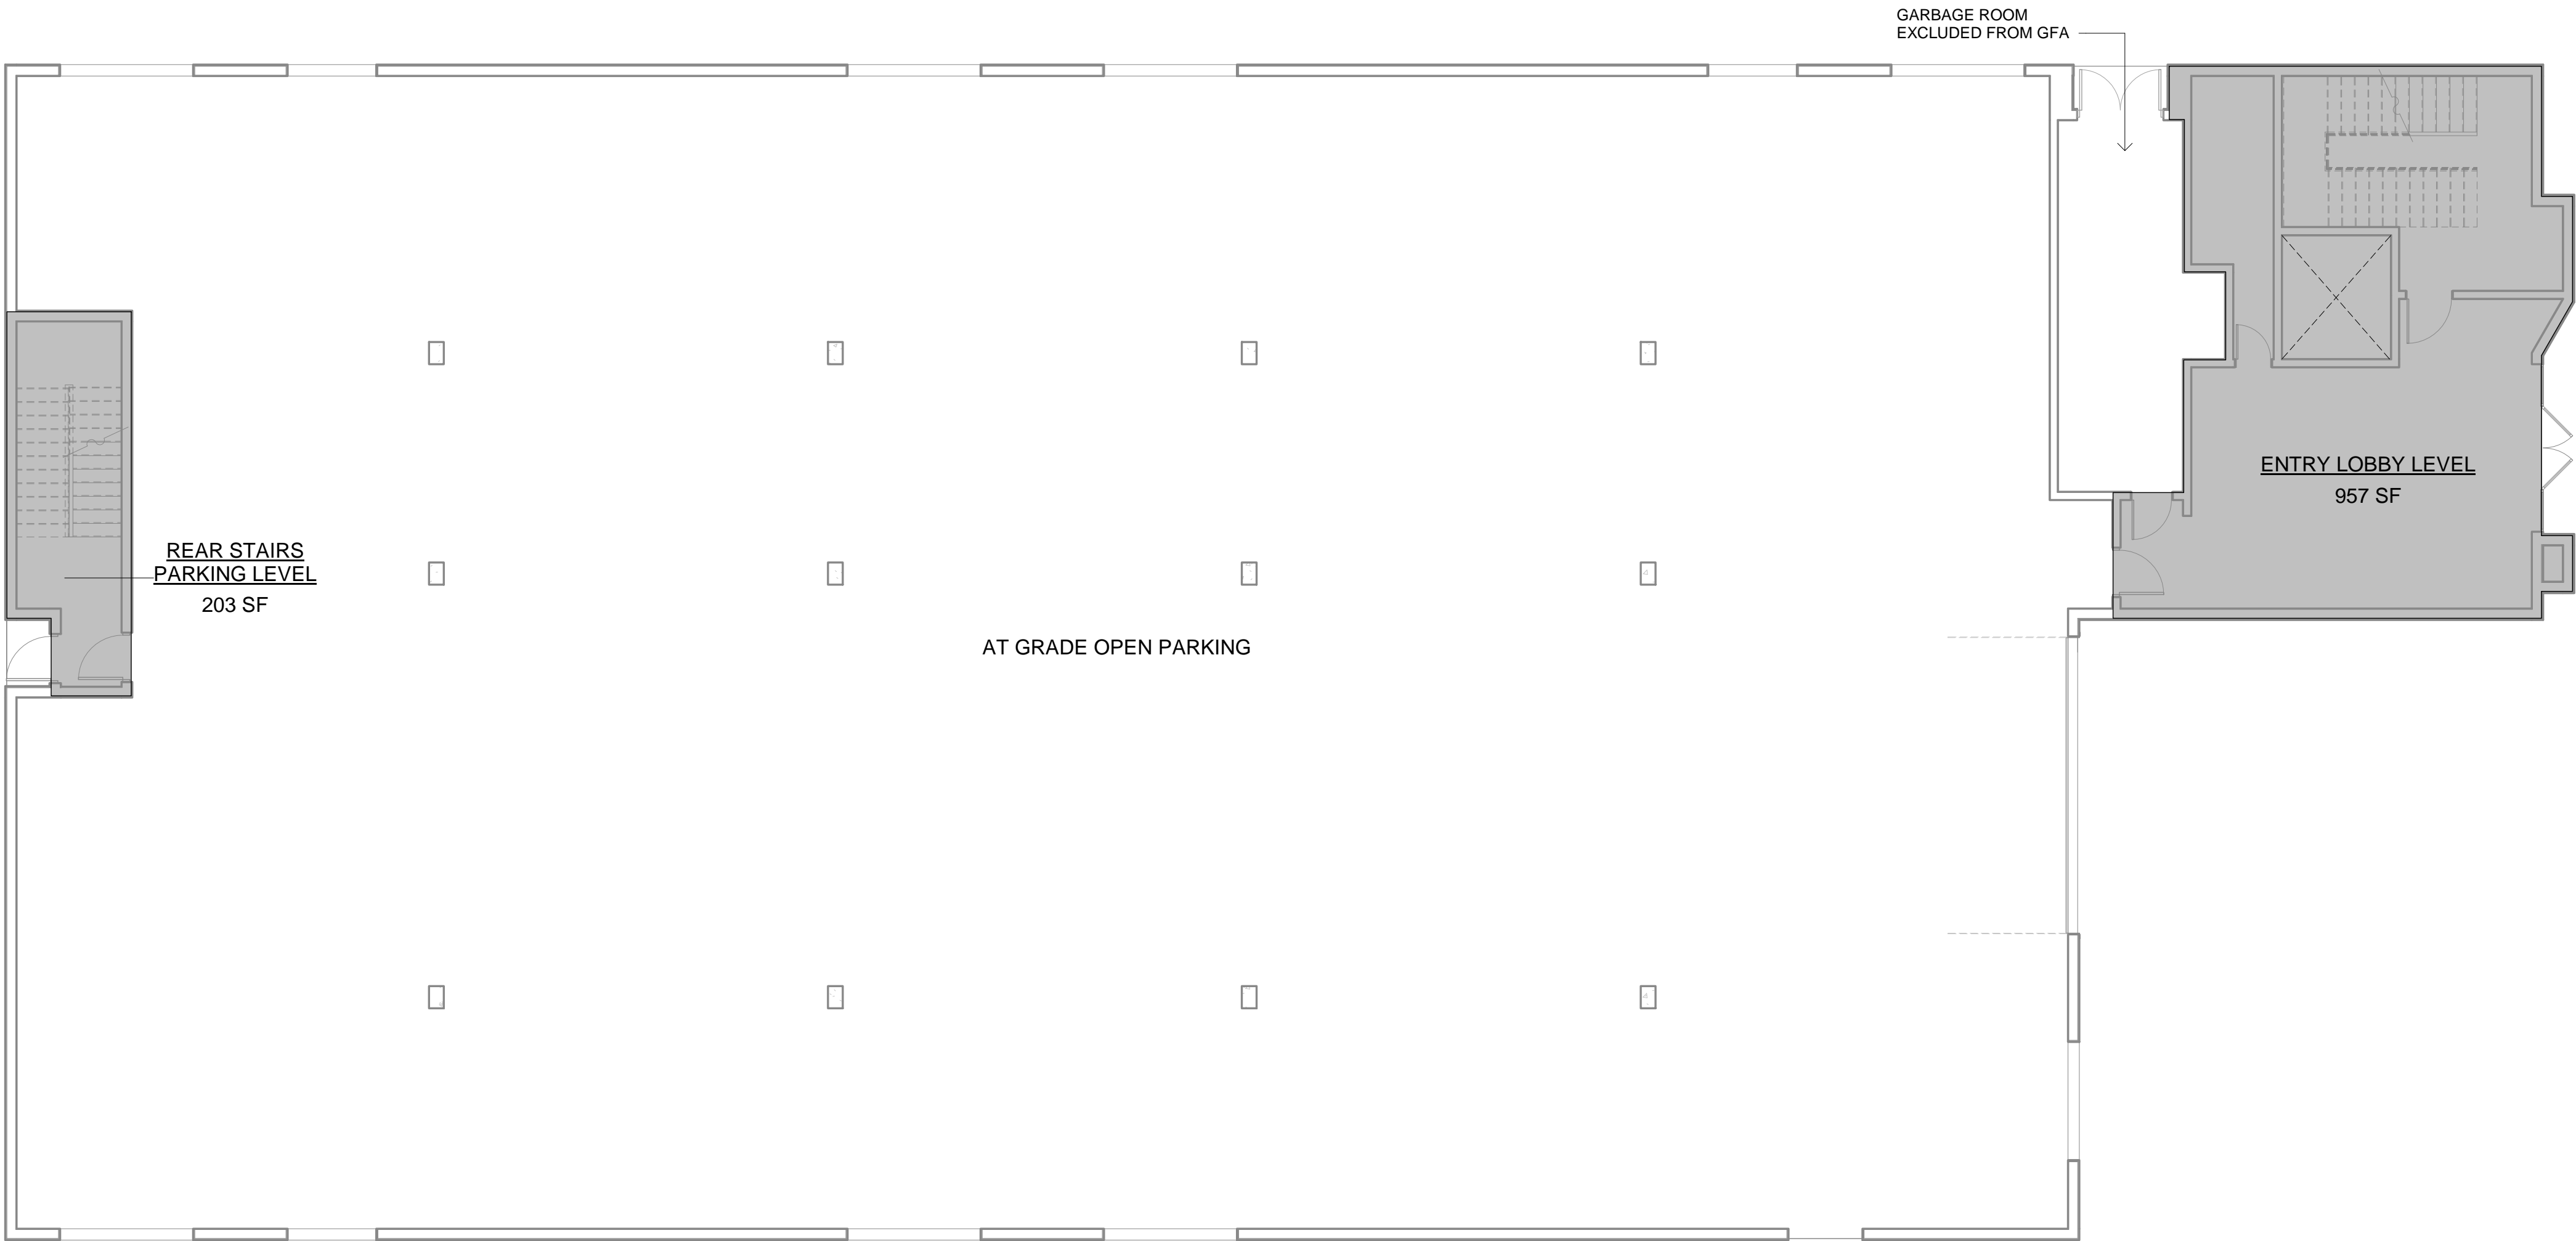 GARBAGE ROOM
EXCLUDED FROM GFA
ENTRY LOBBY LEVEL
957 SF
REAR STAIRS
PARKING LEVEL
203 SF
AT GRADE OPEN PARKING